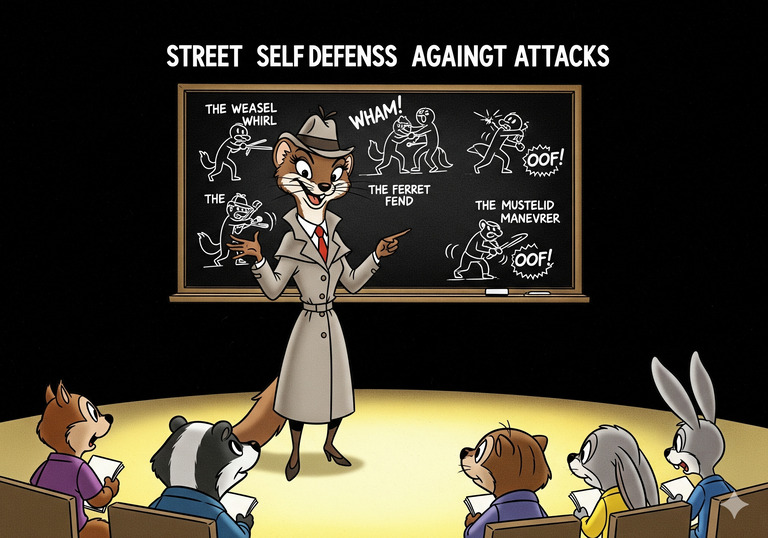 STREET SELF DEFENSS AGAINGT ATTACKS
THE WEASEL
WHIRL
WHAM!
THE FERRET
FEND
OOF!
THE
THE MUSTELID
MANEVRER
OOF!